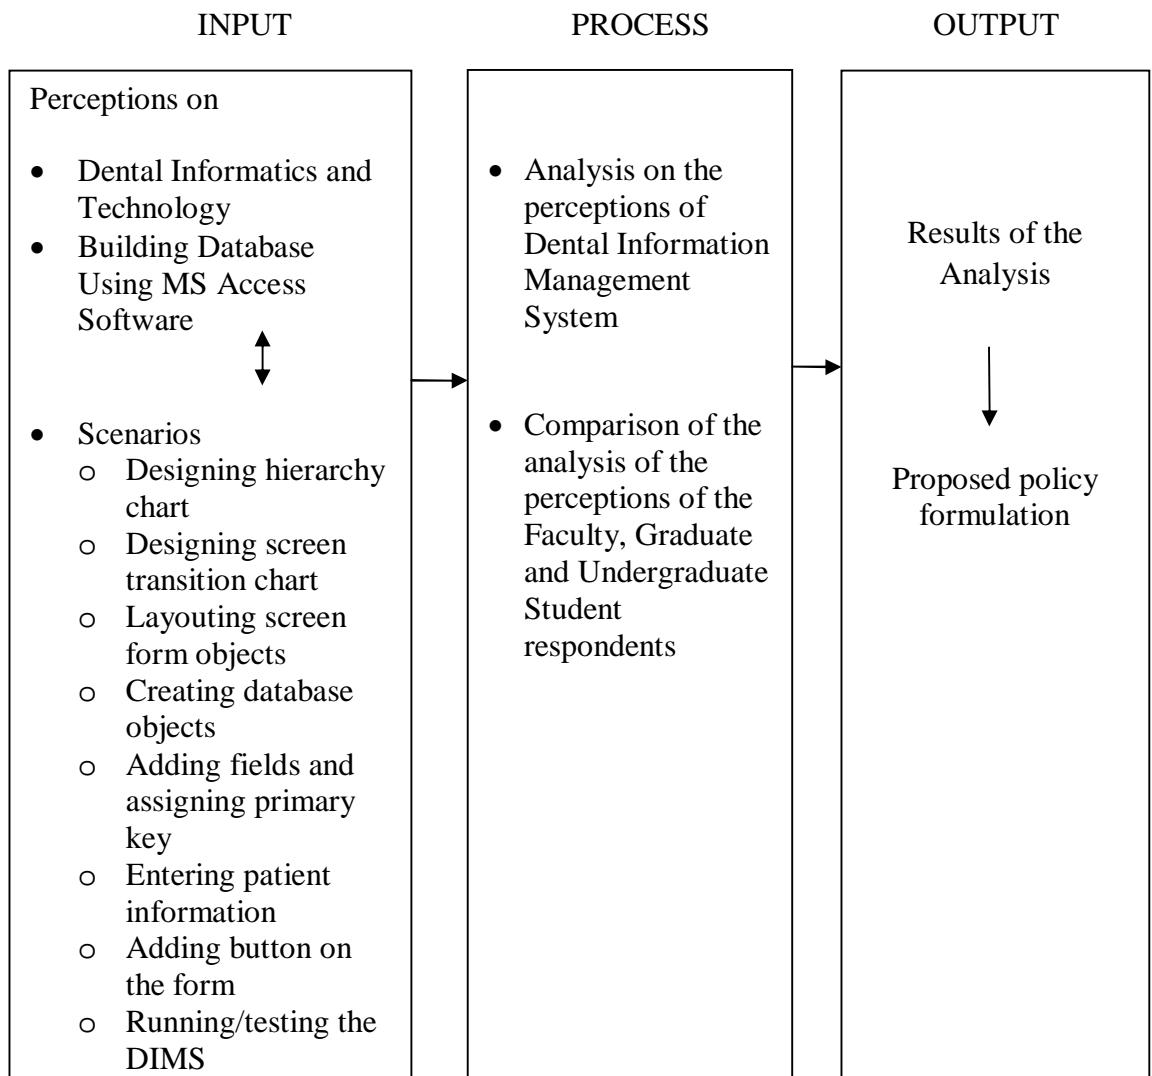 INPUT
PROCESS
OUTPUT
Perceptions on
• Dental Informatics and
Technology
• Building Database
Using MS Access
Software
• Scenarios
o Designing hierarchy
chart
o Designing screen
transition chart
o Layouting screen
form objects
o Creating database
objects
o Adding fields and
assigning primary
key
o Entering patient
information
o Adding button on
the form
o Running/testing the
DIMS
• Analysis on the
perceptions of
Dental Information
Management
System
• Comparison of the
analysis of the
perceptions of the
Faculty, Graduate
and Undergraduate
Student
respondents
Results of the
Analysis
Proposed policy
formulation